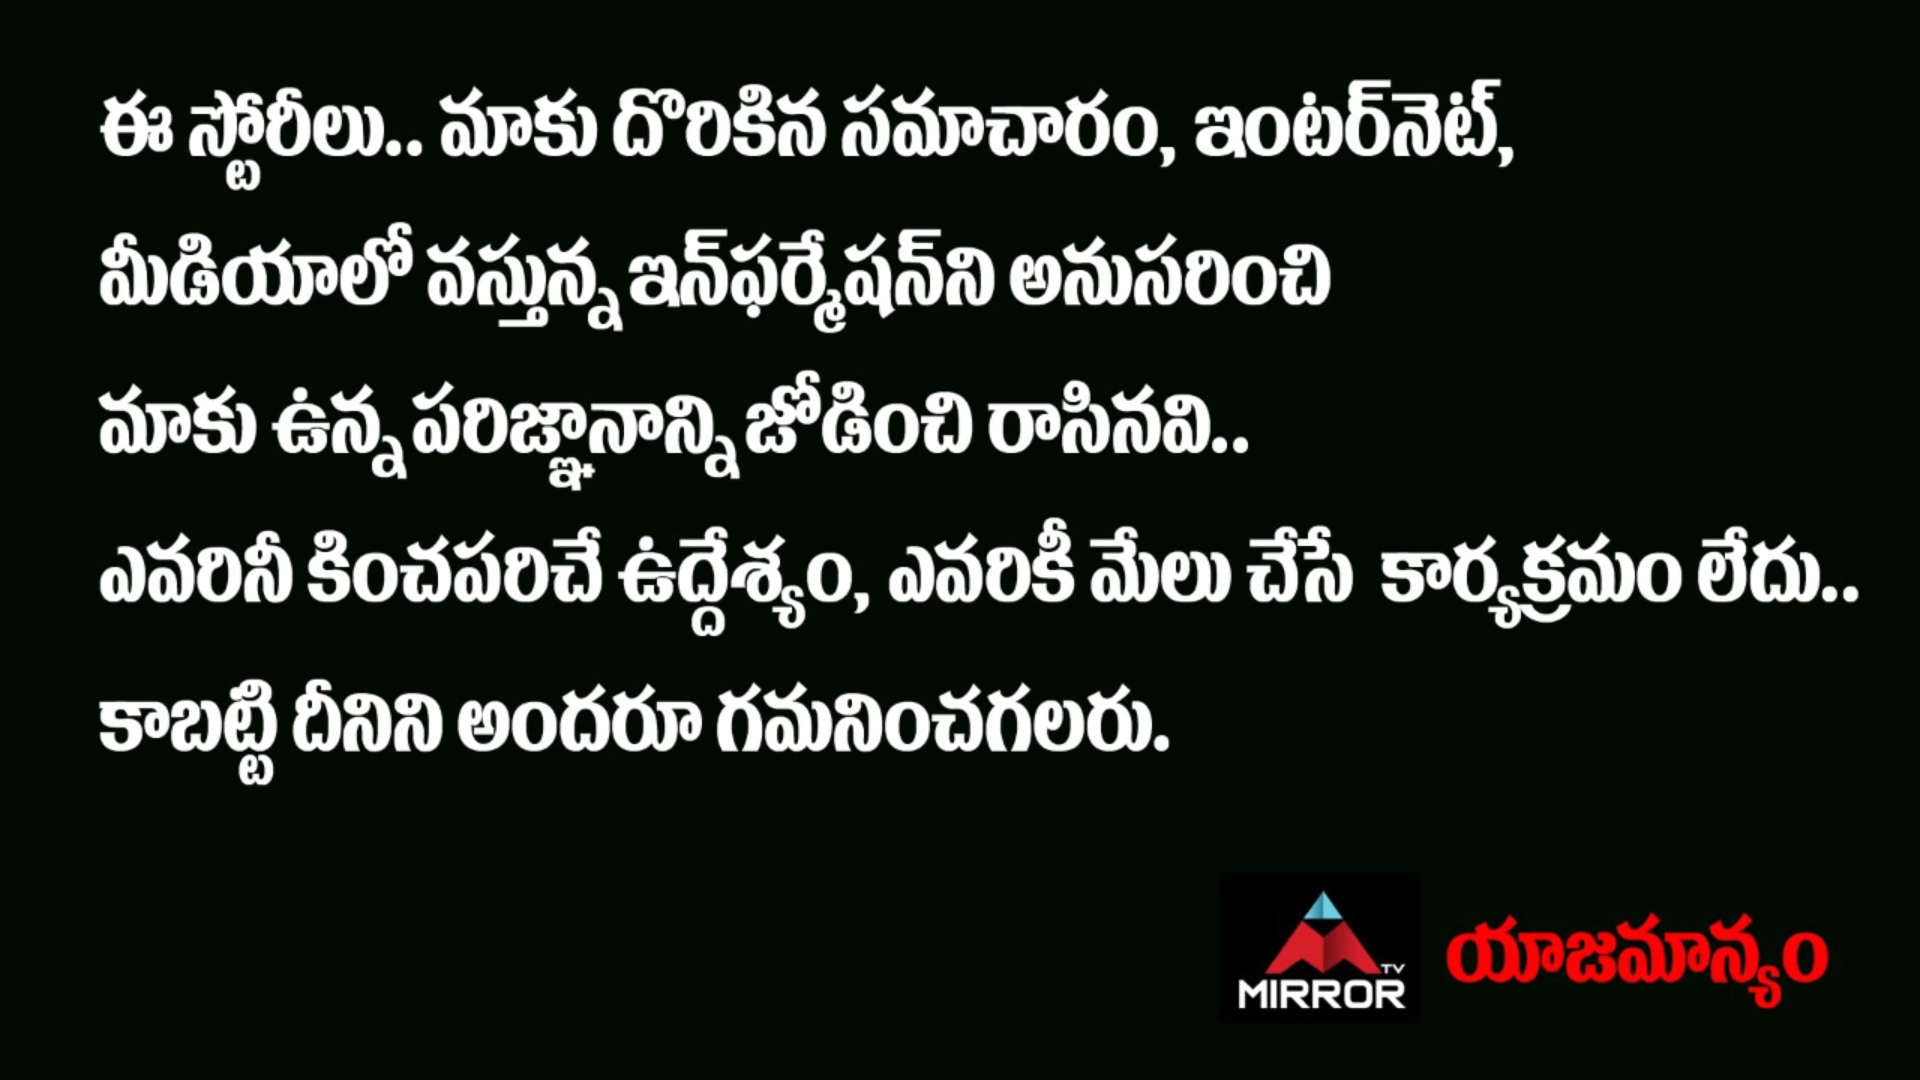 ఈ స్టోరీలు.. మాకు దొరికిన సమాచారం, ఇంటర్‌నెట్,
మీడియాలో వస్తున్న ఇన్‌ఫర్మేషన్‌ని అనుసరించి
మాకు ఉన్న పరిజ్ఞానాన్ని జోడించి రాసినవి..
ఎవరినీ కించపరిచే ఉద్దేశ్యం, ఎవరికీ మేలు చేసే కార్యక్రమం లేదు..
కాబట్టి దీనిని అందరూ గమనించగలరు.
TV
MIRROR
యాజమాన్యం